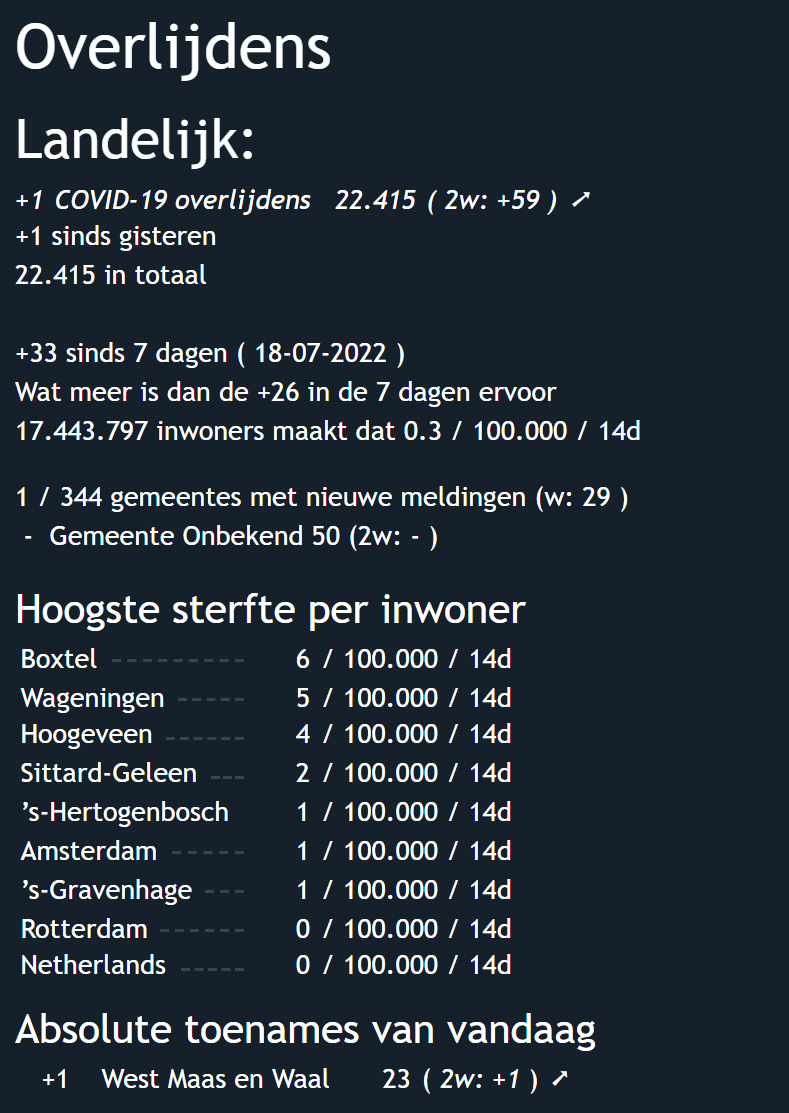 Overlijdens
Landelijk:
+1 COVID-19 overlijdens 22.415 ( 2w: +59 ) ➚
+1 sinds gisteren
22.415 in totaal
+33 sinds 7 dagen ( 18-07-2022 )
Wat meer is dan de +26 in de 7 dagen ervoor
17.443.797 inwoners maakt dat 0.3 / 100.000 / 14d
1 / 344 gemeentes met nieuwe meldingen (w: 29 )
- Gemeente Onbekend 50 (2w: - )
Hoogste sterfte per inwoner
Boxtel --------- 6 / 100.000 / 14d
Wageningen ----- 5 / 100.000 / 14d
Hoogeveen ------ 4 / 100.000 / 14d
Sittard-Geleen --- 2 / 100.000 / 14d
’s-Hertogenbosch 1 / 100.000 / 14d
Amsterdam ----- 1 / 100.000 / 14d
’s-Gravenhage --- 1 / 100.000 / 14d
Rotterdam ------ 0 / 100.000 / 14d
Netherlands ----- 0 / 100.000 / 14d
Absolute toenames van vandaag
+1 West Maas en Waal 23 ( 2w: +1 ) ➚